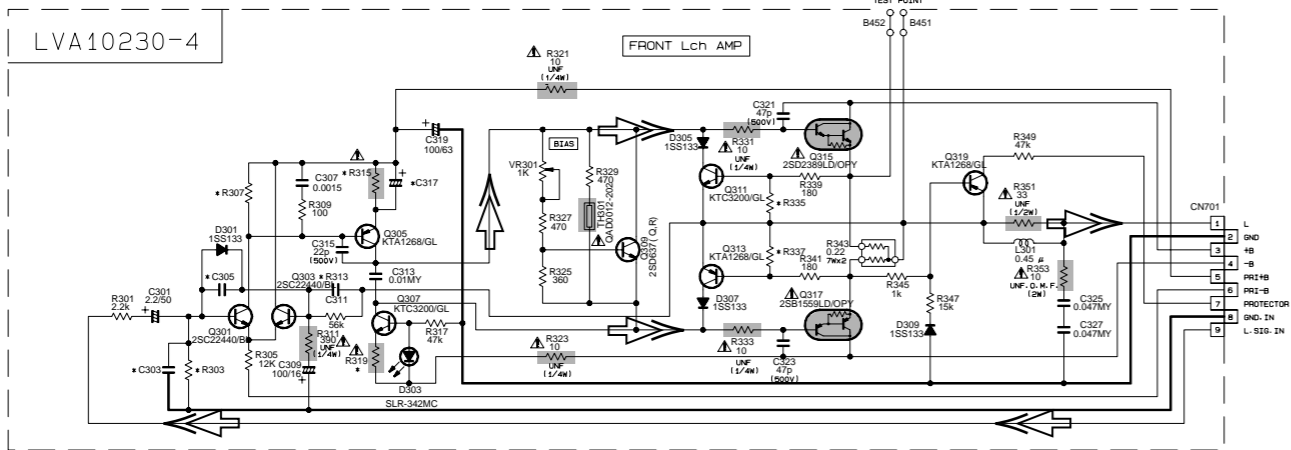 TEST POINT
B452
B451
LVA10230-4
FRONT Lch AMP
R321
10
UNF
(1/4W)
C319
100/63
BIAS
VR301
1K
R329
470
TH301
QAD0012-2020
R327
470
R325
360
Q309
2SD637( Q,R)
D305
1SS133
R331
10
UNF
(1/4W)
C321
47p
(500V)
Q315
2SD2389LD/OPY
Q311
KTC3200/GL
R339
180
*R335
Q313
KTA1268/GL
*R337
R341
180
R343
0.22
7Wx2
R345
1k
Q317
2SB1559LD/OPY
D307
1SS133
R333
10
UNF
(1/4W)
C323
47p
(500V)
Q319
KTA1268/GL
R349
47k
R351
33
UNF
(1/2W)
L301
0.45 μ
R353
10
UNF.O.M.F.
(2W)
R347
15k
D309
1SS133
C325
0.047MY
C327
0.047MY
CN701
1 L
2 GND
3 +B
4 -B
5 PRI+B
6 PRI-B
7 PROTECTOR
8 GND.IN
9 L.SIG.IN
*R307
C307
0.0015
R309
100
*R315
*C317
Q305
KTA1268/GL
D301
1SS133
C315
22p
(500V)
*C305
Q303
2SC22440/BL
*R313
56k
C311
C313
0.01MY
Q307
KTC3200/GL
R301
2.2k
C301
2.2/50
Q301
2SC22440/BL
R311
390
UNF
(1/4W)
R317
47k
R305
12K
C309
100/16
R319
*
*C303
*R303
D303
SLR-342MC
R323
10
UNF
(1/4W)